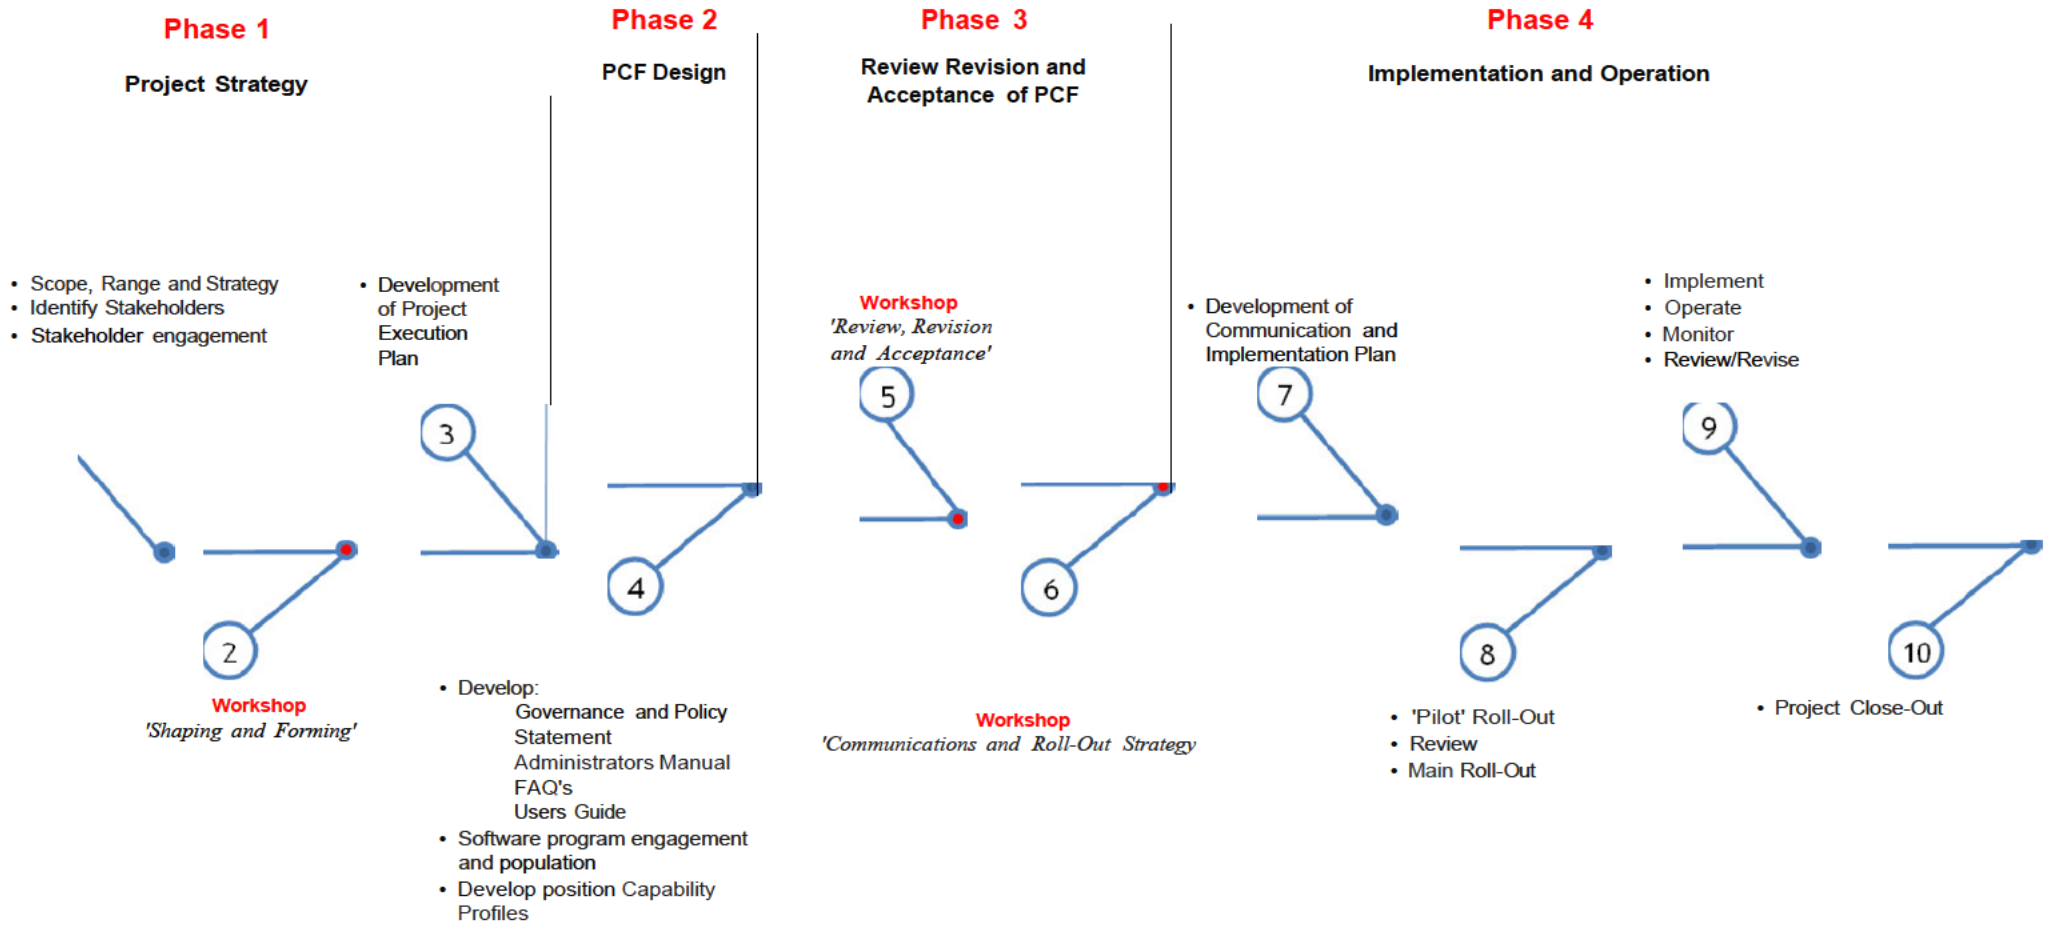 Phase 1
Project Strategy
Phase 2
PCF Design
Phase 3
Review Revision and
Acceptance of PCF
Phase 4
Implementation and Operation
• Scope, Range and Strategy
• Identify Stakeholders
• Stakeholder engagement
2
Workshop
'Shaping and Forming'
• Development
of Project
Execution
Plan
3
4
• Develop:
Governance and Policy
Statement
Administrators Manual
FAQ's
Users Guide
• Software program engagement
and population
• Develop position Capability
Profiles
Workshop
'Review, Revision
and Acceptance'
5
6
Workshop
'Communications and Roll-Out Strategy
• Development of
Communication and
Implementation Plan
7
8
• 'Pilot' Roll-Out
• Review
• Main Roll-Out
• Implement
• Operate
• Monitor
• Review/Revise
9
10
• Project Close-Out